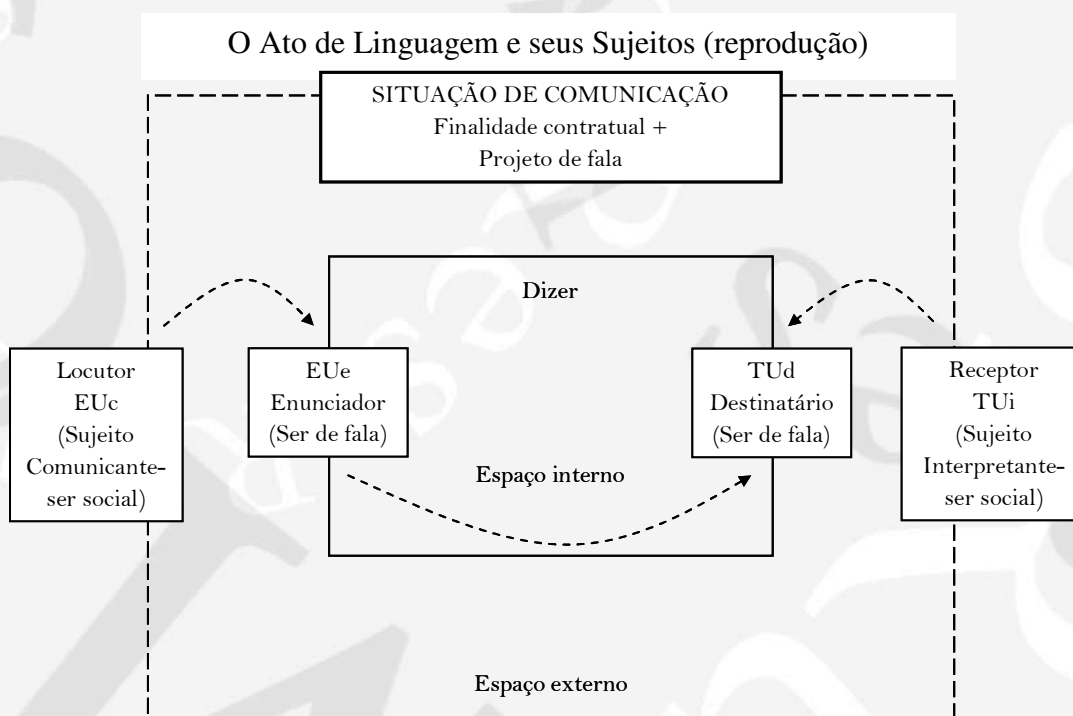 O Ato de Linguagem e seus Sujeitos (reprodução)
SITUAÇÃO DE COMUNICAÇÃO
Finalidade contratual +
Projeto de fala
Dizer
Locutor
EUc
(Sujeito
Comunicante-
ser social)
EUe
Enunciador
(Ser de fala)
TUd
Destinatário
(Ser de fala)
Receptor
TUi
(Sujeito
Interpretante-
ser social)
Espaço interno
Espaço externo